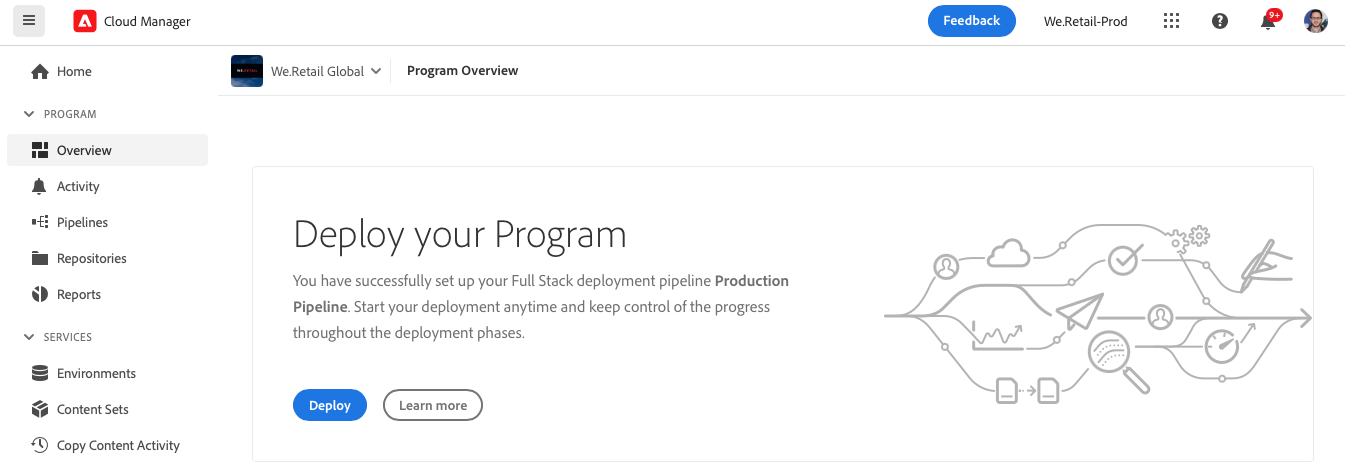 Cloud Manager
Feedback
We.Retail-Prod
9+
Home
PROGRAM
Overview
Activity
Pipelines
Repositories
Reports
SERVICES
Environments
Content Sets
Copy Content Activity
We.Retail Global
Program Overview
Deploy your Program
You have successfully set up your Full Stack deployment pipeline Production
Pipeline. Start your deployment anytime and keep control of the progress
throughout the deployment phases.
Deploy
Learn more